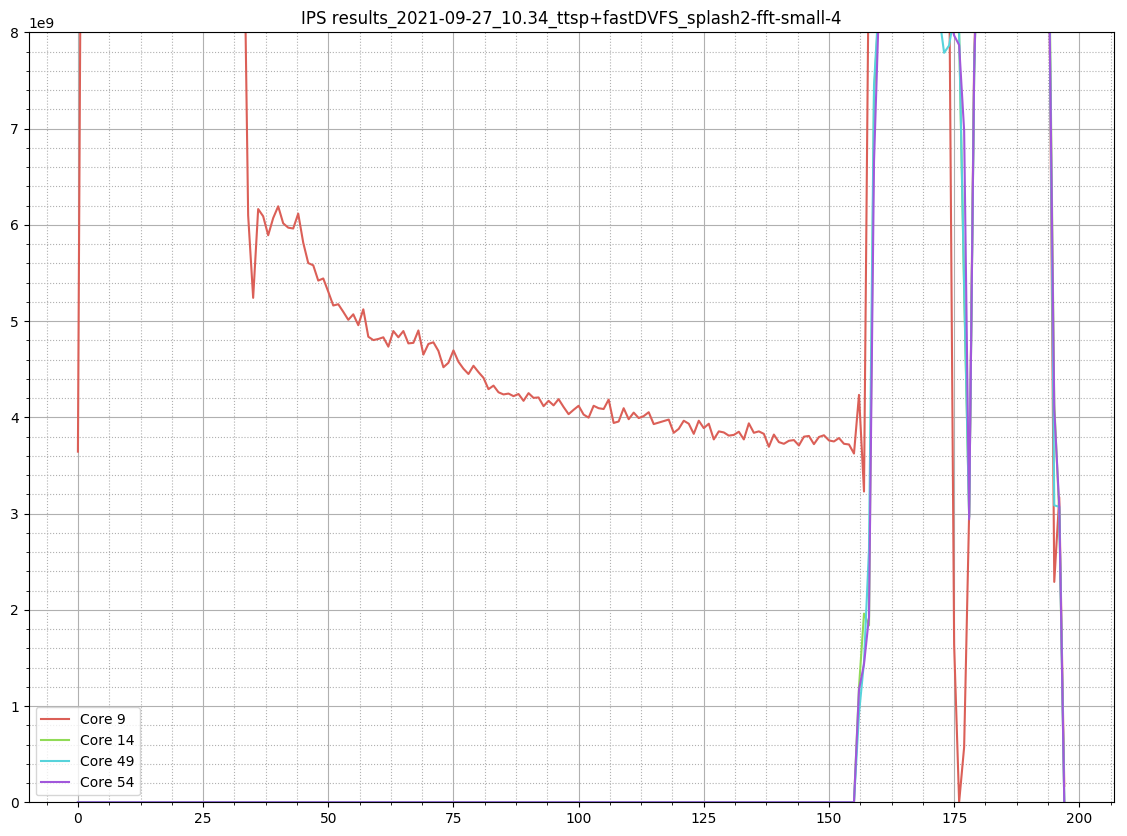 IPS results_2021-09-27_10.34_ttsp+fastDVFS_splash2-fft-small-4
1e9
8
7
6
5
4
3
2
1
0
Core 9
Core 14
Core 49
Core 54
0 25 50 75 100 125 150 175 200